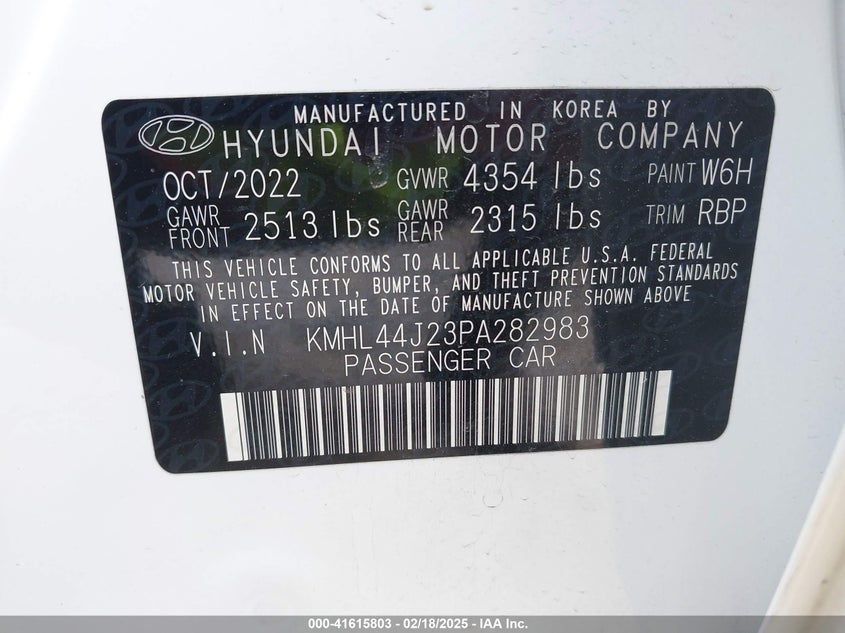 MANUFACTURED IN KOREA BY
HYUNDAI MOTOR COMPANY
OCT/2022 GVWR 4354 lbs PAINT W6H
GAWR FRONT 2513 lbs GAWR REAR 2315 lbs TRIM RBP
THIS VEHICLE CONFORMS TO ALL APPLICABLE U.S.A. FEDERAL
MOTOR VEHICLE SAFETY, BUMPER, AND THEFT PREVENTION STANDARDS
IN EFFECT ON THE DATE OF MANUFACTURE SHOWN ABOVE
V.I.N KMHL44J23PA282983
PASSENGER CAR
000-41615803 - 02/18/2025 - IAA Inc.